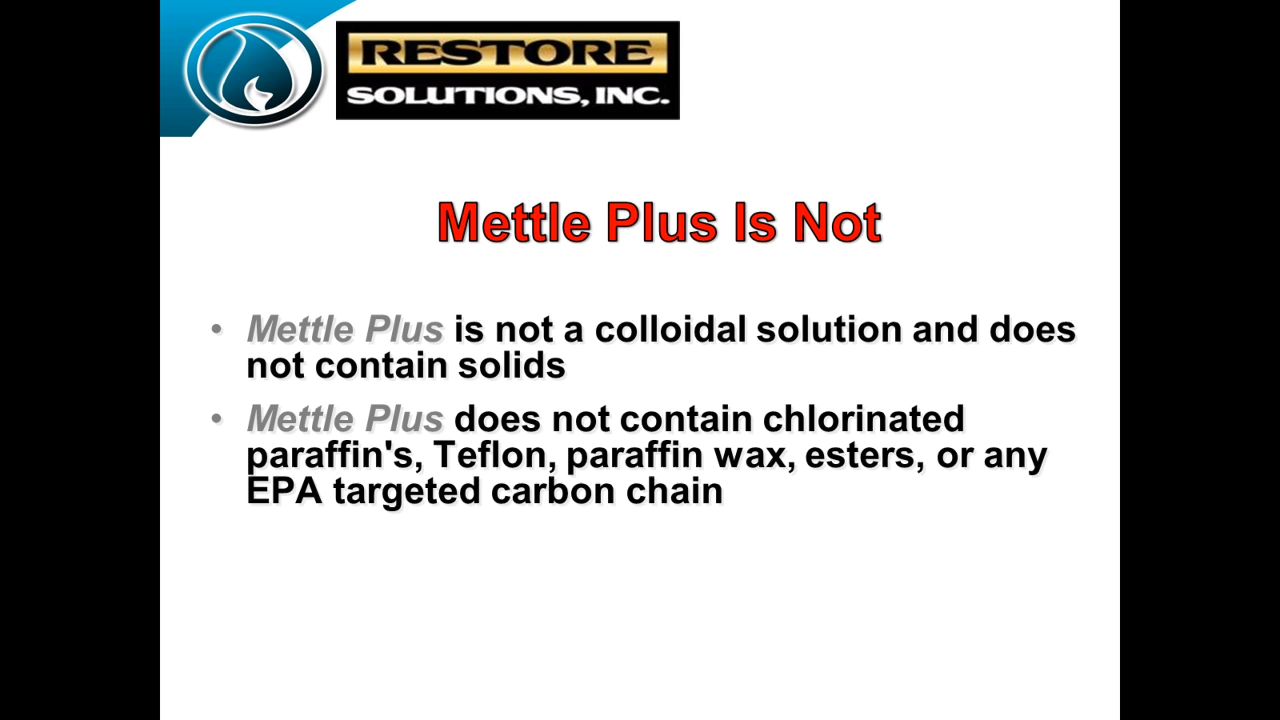 RESTORE
SOLUTIONS, INC.
Mettle Plus Is Not
• Mettle Plus is not a colloidal solution and does
not contain solids
• Mettle Plus does not contain chlorinated
paraffin's, Teflon, paraffin wax, esters, or any
EPA targeted carbon chain